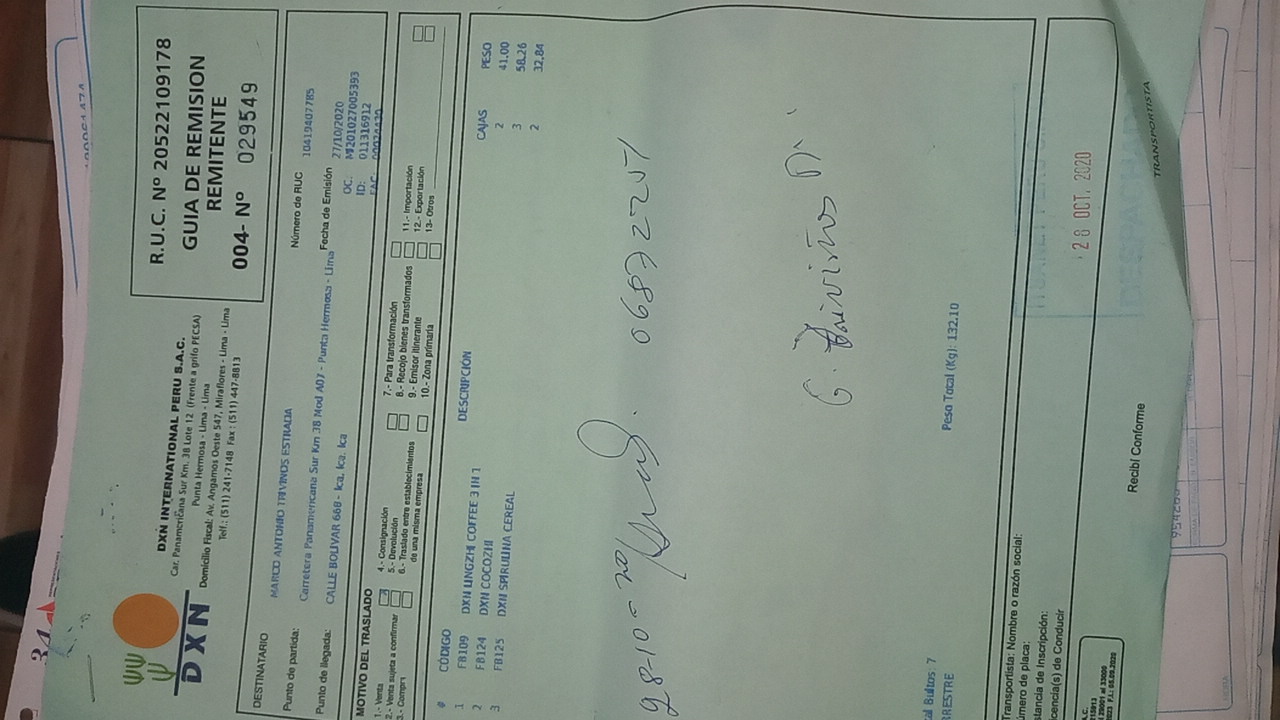 DXN
DXN INTERNATIONAL PERU S.A.C.
Car. Panamericana Sur Km. 38 Lote 12 (Frente a grifo PECSA)
Punta Hermosa - Lima - Lima
Domicilio Fiscal: Av. Angamos Oeste 547, Miraflores - Lima - Lima
Telf.: (511) 241-7148 Fax : (511) 447-8813
R.U.C. Nº 20522109178
GUIA DE REMISION
REMITENTE
004- Nº 029549
DESTINATARIO MARCO ANTONIO TRIVINOS ESTRADA Número de RUC 10419407785
Punto de partida: Carretera Panamericana Sur Km 38 Mod A07 - Punta Hermosa - Lima Fecha de Emisión 27/10/2020
Punto de llegada: CALLE BOLIVAR 668 - Ica, Ica, Ica
OC: MI201027005393
ID: 011316912
FAC:
MOTIVO DEL TRASLADO
1.- Venta
2.- Venta sujeta a confirmar
3.- Compra
4.- Consignación
5.- Devolución
6.- Traslado entre establecimientos
de una misma empresa
7.- Para transformación
8.- Recojo bienes transformados
9.- Emisor itinerante
10.- Zona primaria
11.- Importación
12.- Exportación
13- Otros
# CÓDIGO DESCRIPCIÓN CAJAS PESO
1 FB109 DXN LINGZHI COFFEE 3 IN 1 2 41.00
2 FB124 DXN COCOZHI 3 58.26
3 FB125 DXN SPIRULINA CEREAL 2 32.84
28-10-20
Bultos: 7 Peso Total (Kg): 132.10
Transportista: Nombre o razón social:
28 OCT. 2020
Recibí Conforme
TRANSPORTISTA